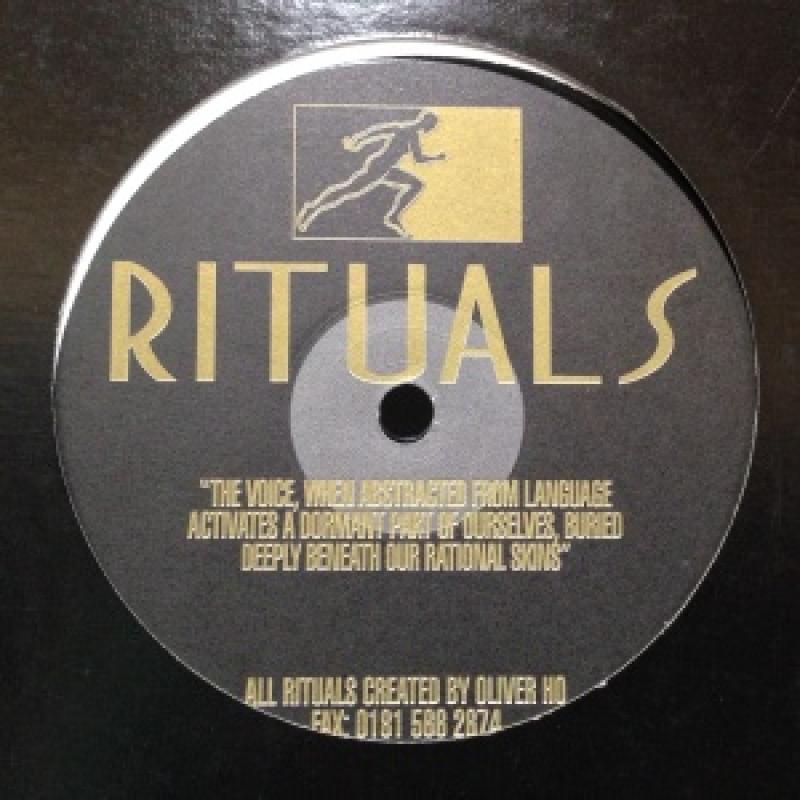 RITUALS
"THE VOICE, WHEN ABSTRACTED FROM LANGUAGE
ACTIVATES A DORMANT PART OF OURSELVES, BURIED
DEEPLY BENEATH OUR RATIONAL SKINS"
ALL RITUALS CREATED BY OLIVER HO
FAX: 0181 566 2874